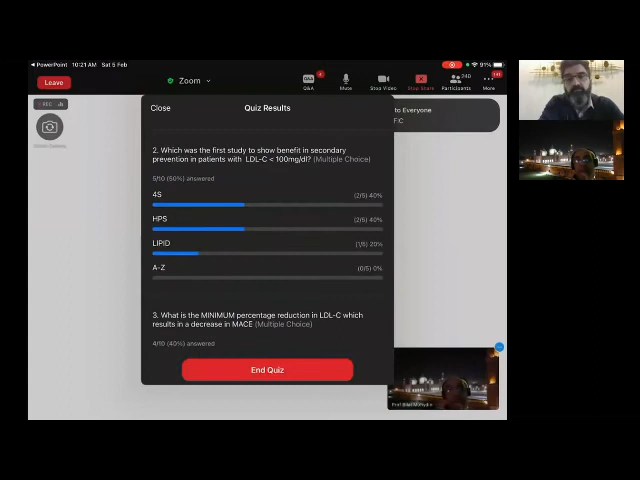 PowerPoint 10:21 AM Sat 5 Feb
91%
Leave
Zoom
Q&A
Mute
Stop Video
Stop Share
240
Participants
More
REC
to Everyone
Close
Quiz Results
2. Which was the first study to show benefit in secondary
prevention in patients with LDL-C < 100mg/dl? (Multiple Choice)
5/10 (50%) answered
4S
(2/5) 40%
HPS
(2/5) 40%
LIPID
(1/5) 20%
A-Z
(0/5) 0%
3. What is the MINIMUM percentage reduction in LDL-C which
results in a decrease in MACE (Multiple Choice)
4/10 (40%) answered
End Quiz